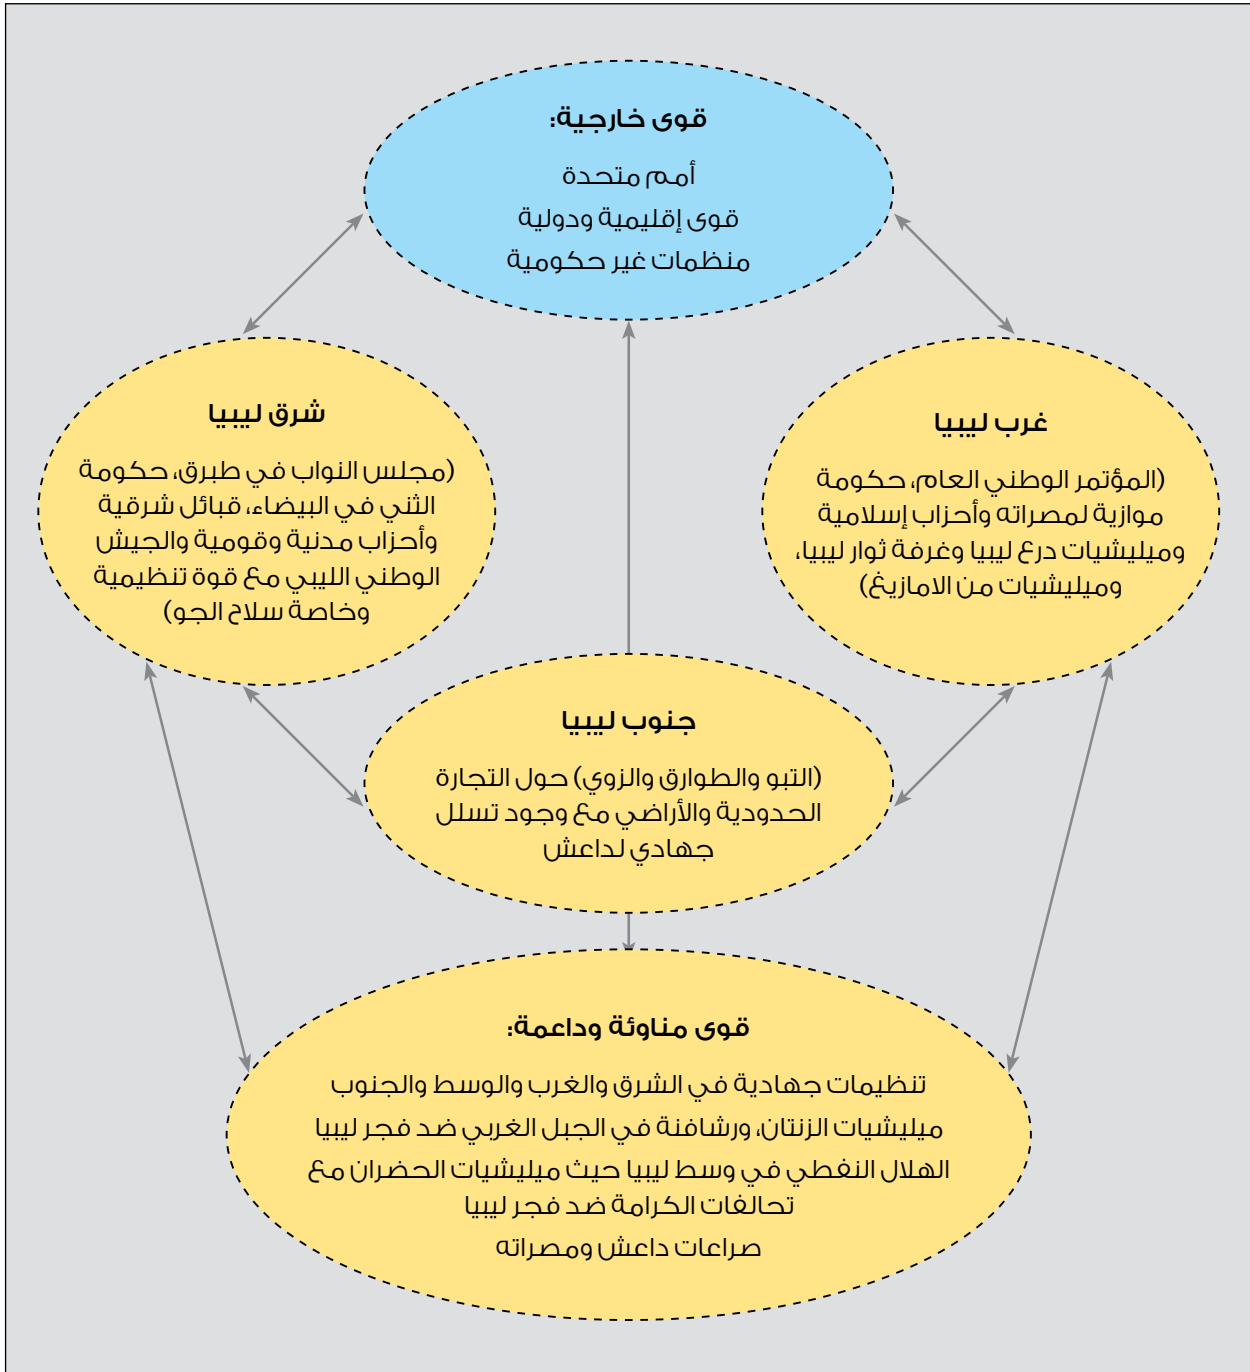 قوى خارجية:
أمم متحدة
قوى إقليمية ودولية
منظمات غير حكومية
غرب ليبيا
(المؤتمر الوطني العام، حكومة
موازية لمصراته وأحزاب إسلامية
وميليشيات درع ليبيا وغرفة ثوار ليبيا،
وميليشيات من الامازيغ)
شرق ليبيا
(مجلس النواب في طبرق، حكومة
الثني في البيضاء، قبائل شرقية
وأحزاب مدنية وقومية والجيش
الوطني الليبي مع قوة تنظيمية
وخاصة سلاح الجو)
جنوب ليبيا
(التبو والطوارق والزوي) حول التجارة
الحدودية والأراضي مع وجود تسلل
جهادي لداعش
قوى مناوئة وداعمة:
تنظيمات جهادية في الشرق والغرب والوسط والجنوب
ميليشيات الزنتان، ورشافنة في الجبل الغربي ضد فجر ليبيا
الهلال النفطي في وسط ليبيا حيث ميليشيات الحضران مع
تحالفات الكرامة ضد فجر ليبيا
صراعات داعش ومصراته